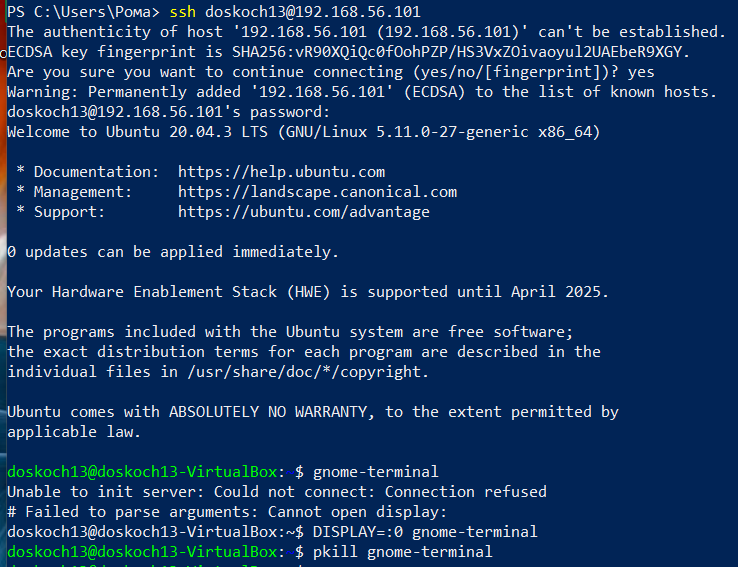 PS C:\Users\Рома> ssh doskoch13@192.168.56.101
The authenticity of host '192.168.56.101 (192.168.56.101)' can't be established.
ECDSA key fingerprint is SHA256:vR90XQiQc0fOohPZP/HS3VxZOivaoyul2UAEbeR9XGY.
Are you sure you want to continue connecting (yes/no/[fingerprint])? yes
Warning: Permanently added '192.168.56.101' (ECDSA) to the list of known hosts.
doskoch13@192.168.56.101's password:
Welcome to Ubuntu 20.04.3 LTS (GNU/Linux 5.11.0-27-generic x86_64)
* Documentation: https://help.ubuntu.com
* Management: https://landscape.canonical.com
* Support: https://ubuntu.com/advantage
0 updates can be applied immediately.
Your Hardware Enablement Stack (HWE) is supported until April 2025.
The programs included with the Ubuntu system are free software;
the exact distribution terms for each program are described in the
individual files in /usr/share/doc/*/copyright.
Ubuntu comes with ABSOLUTELY NO WARRANTY, to the extent permitted by
applicable law.
doskoch13@doskoch13-VirtualBox:~$ gnome-terminal
Unable to init server: Could not connect: Connection refused
# Failed to parse arguments: Cannot open display:
doskoch13@doskoch13-VirtualBox:~$ DISPLAY=:0 gnome-terminal
doskoch13@doskoch13-VirtualBox:~$ pkill gnome-terminal